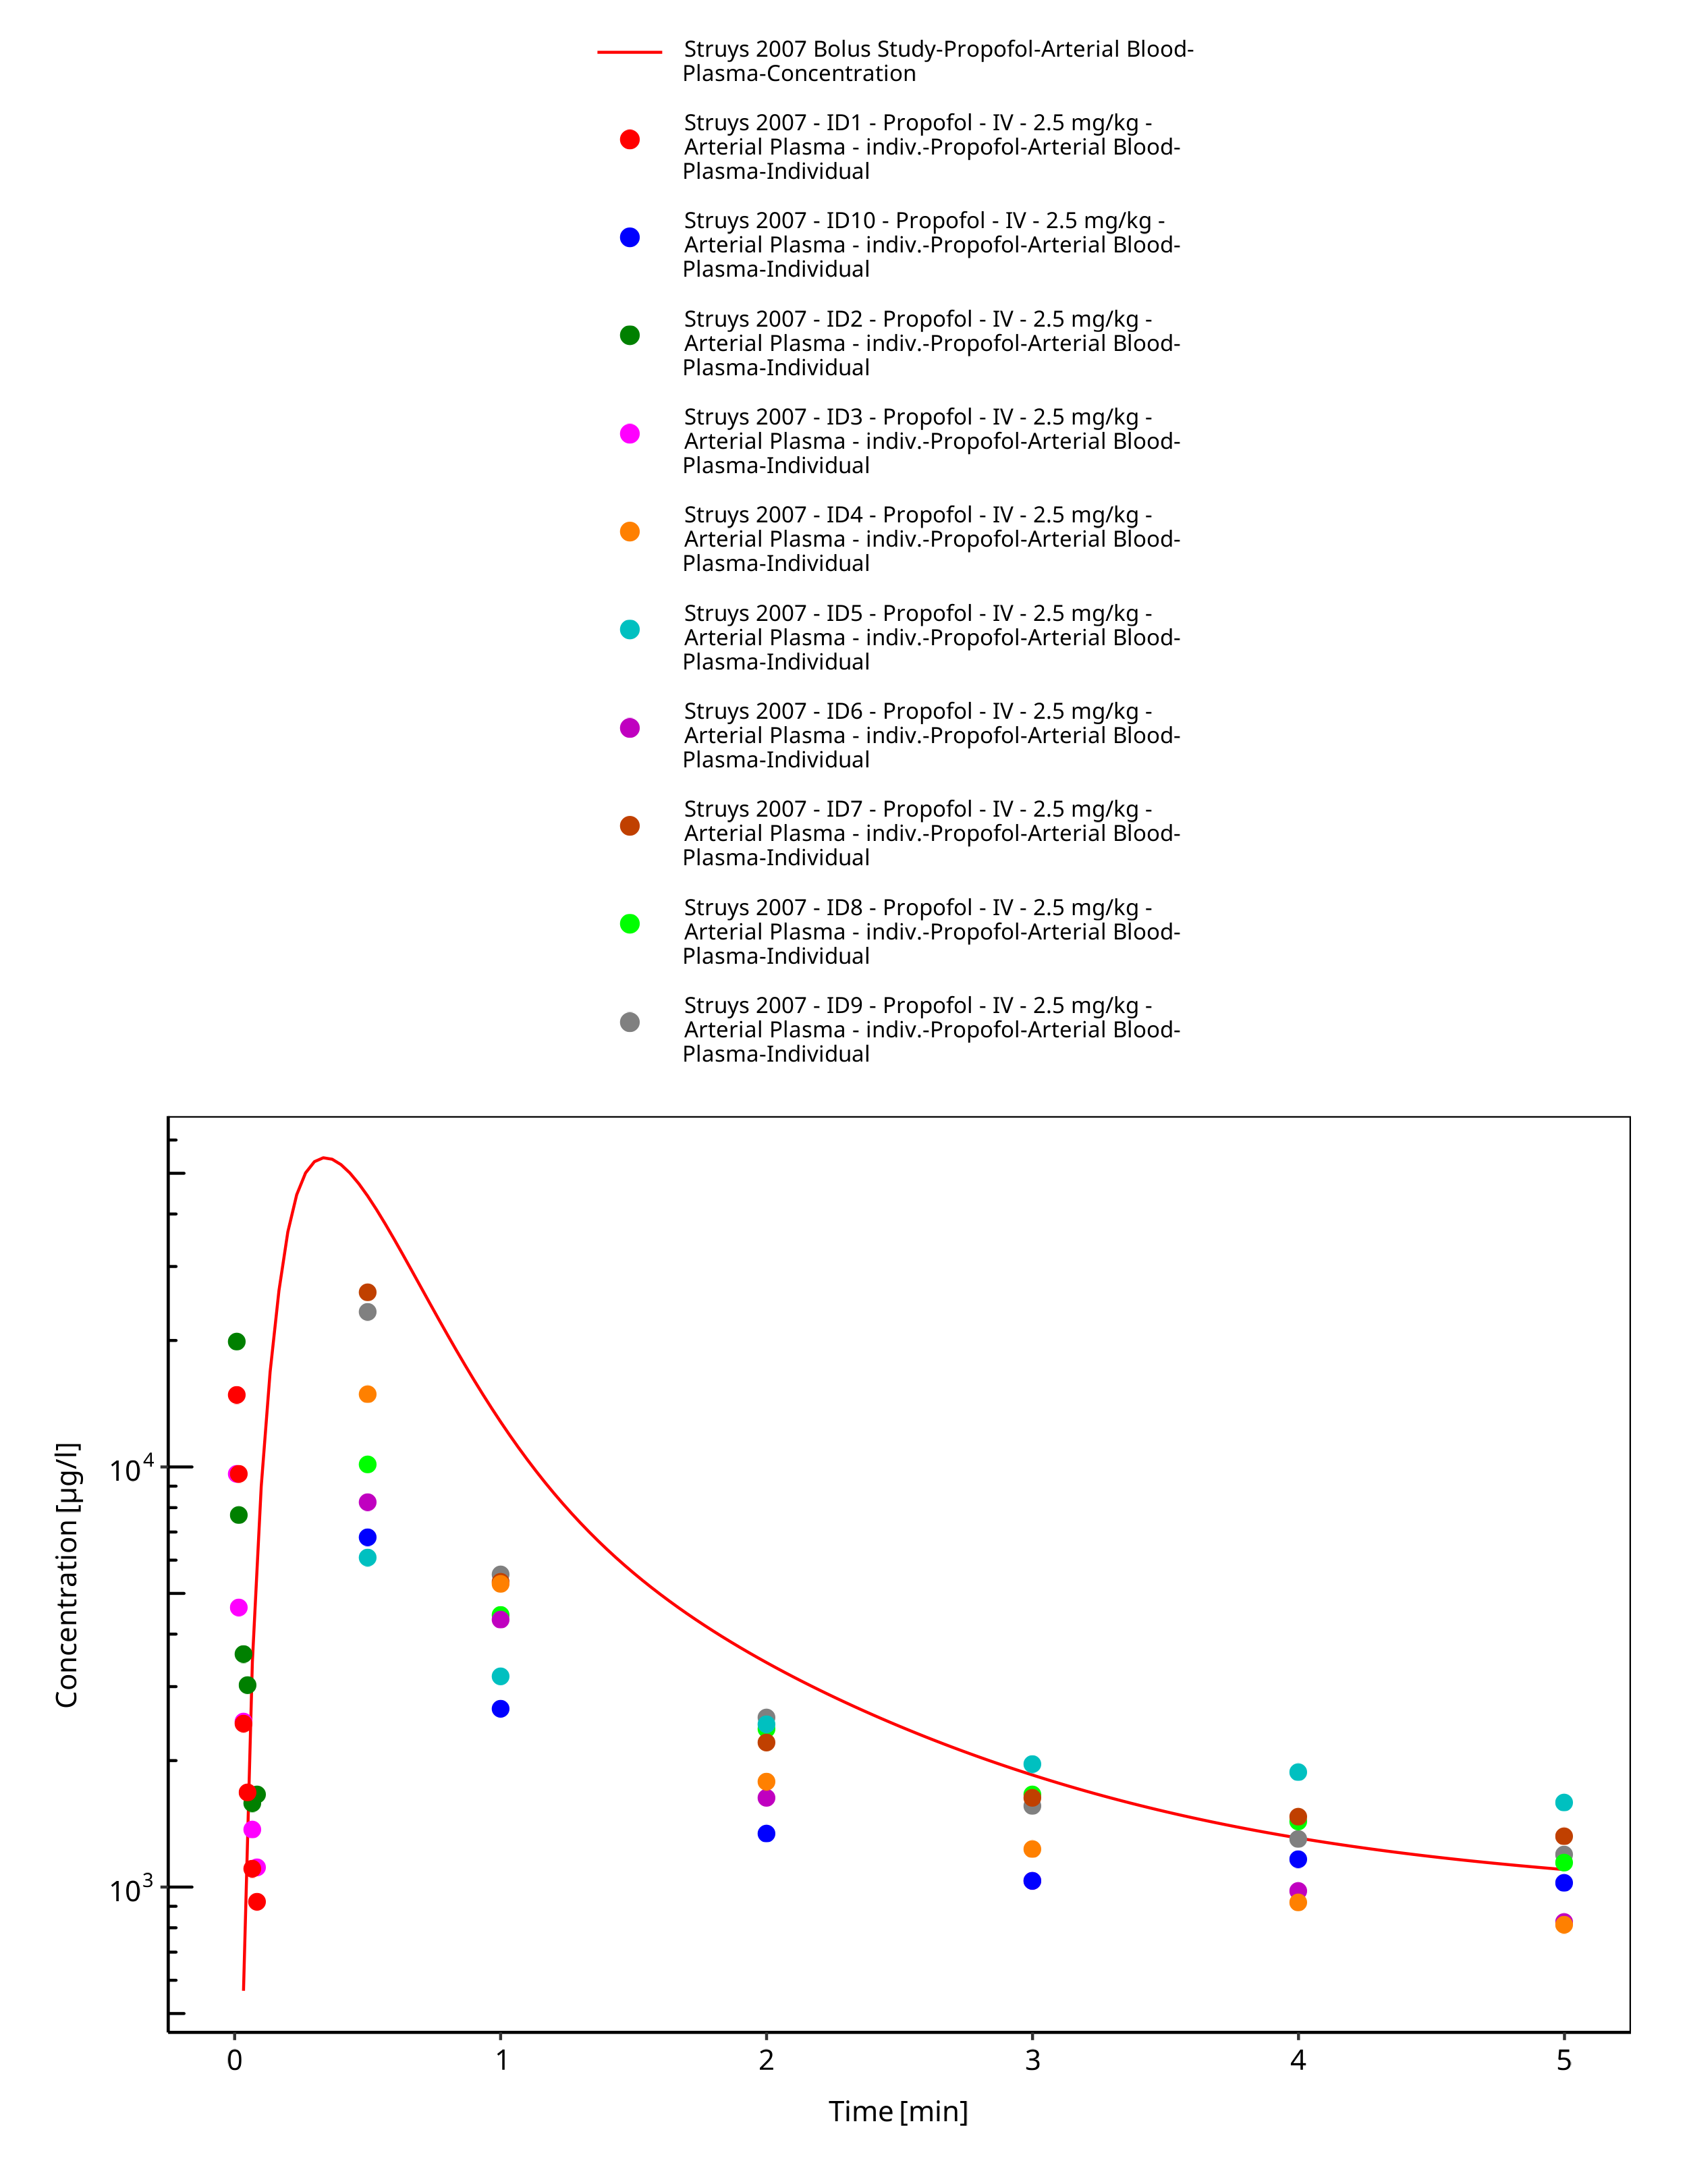 Struys 2007 Bolus Study-Propofol-Arterial Blood-
Plasma-Concentration
Struys 2007 - ID1 - Propofol - IV - 2.5 mg/kg -
Arterial Plasma - indiv.-Propofol-Arterial Blood-
Plasma-Individual
Struys 2007 - ID10 - Propofol - IV - 2.5 mg/kg -
Arterial Plasma - indiv.-Propofol-Arterial Blood-
Plasma-Individual
Struys 2007 - ID2 - Propofol - IV - 2.5 mg/kg -
Arterial Plasma - indiv.-Propofol-Arterial Blood-
Plasma-Individual
Struys 2007 - ID3 - Propofol - IV - 2.5 mg/kg -
Arterial Plasma - indiv.-Propofol-Arterial Blood-
Plasma-Individual
Struys 2007 - ID4 - Propofol - IV - 2.5 mg/kg -
Arterial Plasma - indiv.-Propofol-Arterial Blood-
Plasma-Individual
Struys 2007 - ID5 - Propofol - IV - 2.5 mg/kg -
Arterial Plasma - indiv.-Propofol-Arterial Blood-
Plasma-Individual
Struys 2007 - ID6 - Propofol - IV - 2.5 mg/kg -
Arterial Plasma - indiv.-Propofol-Arterial Blood-
Plasma-Individual
Struys 2007 - ID7 - Propofol - IV - 2.5 mg/kg -
Arterial Plasma - indiv.-Propofol-Arterial Blood-
Plasma-Individual
Struys 2007 - ID8 - Propofol - IV - 2.5 mg/kg -
Arterial Plasma - indiv.-Propofol-Arterial Blood-
Plasma-Individual
Struys 2007 - ID9 - Propofol - IV - 2.5 mg/kg -
Arterial Plasma - indiv.-Propofol-Arterial Blood-
Plasma-Individual
Concentration [µg/l]
10⁴
10³
0 1 2 3 4 5
Time [min]